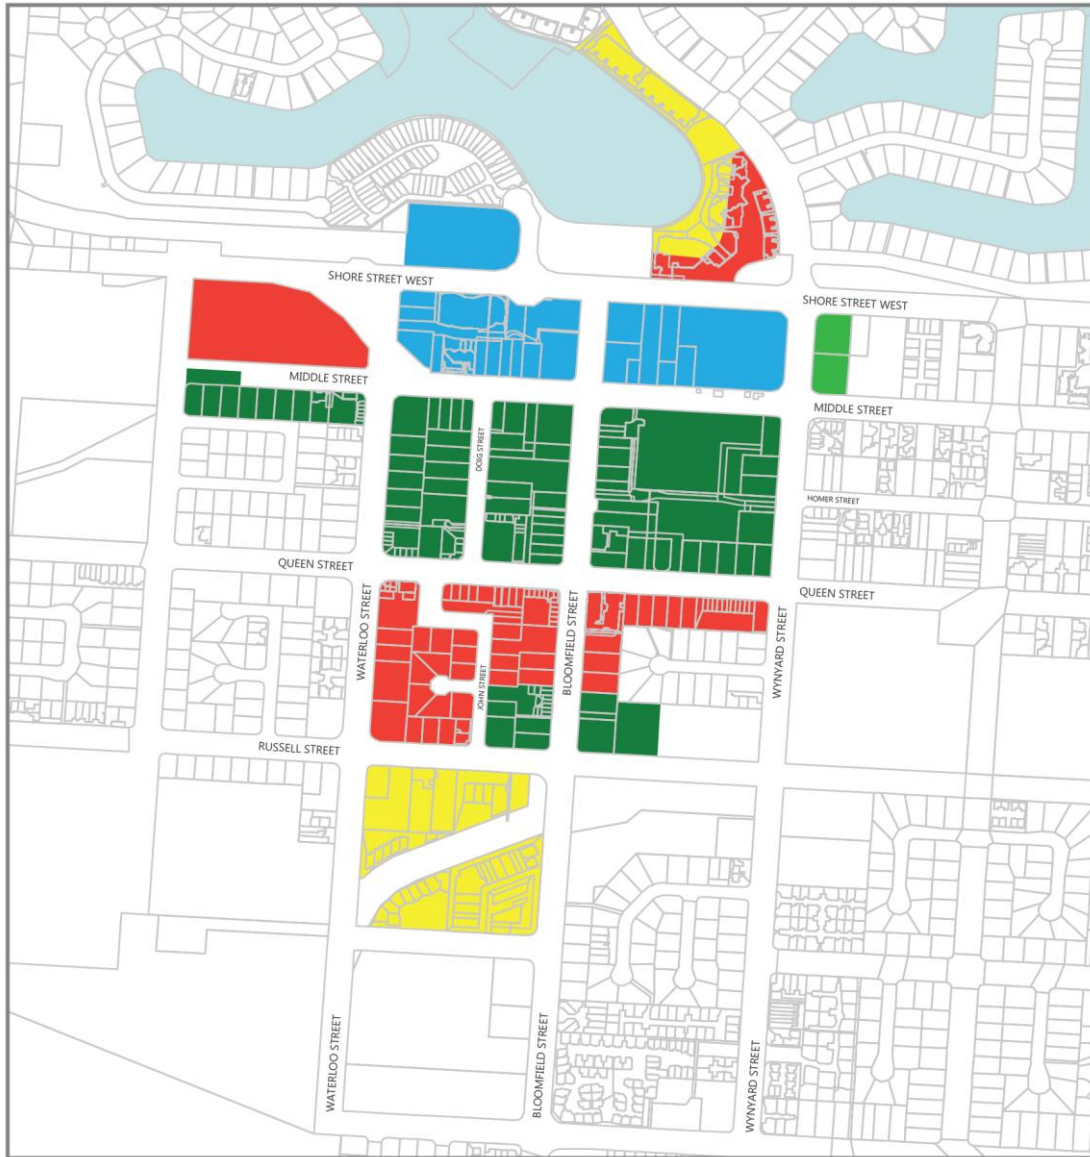 SHORE STREET WEST
SHORE STREET WEST
MIDDLE STREET
MIDDLE STREET
DOIG STREET
HOMER STREET
QUEEN STREET
QUEEN STREET
WATERLOO STREET
BLOOMFIELD STREET
WYNYARD STREET
JOHN STREET
RUSSELL STREET
WATERLOO STREET
BLOOMFIELD STREET
WYNYARD STREET